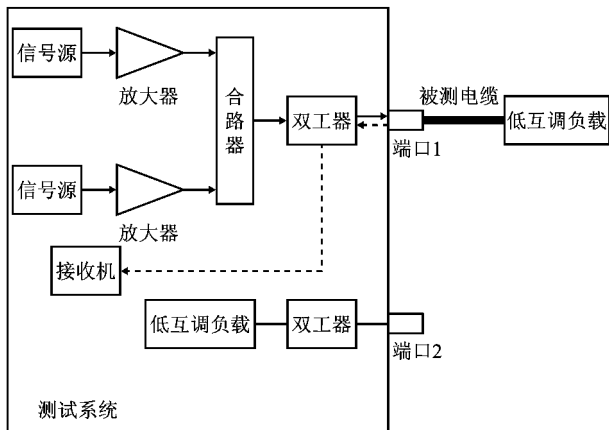 信号源
放大器
合路器
双工器
被测电缆
低互调负载
端口1
信号源
放大器
接收机
低互调负载
双工器
端口2
测试系统